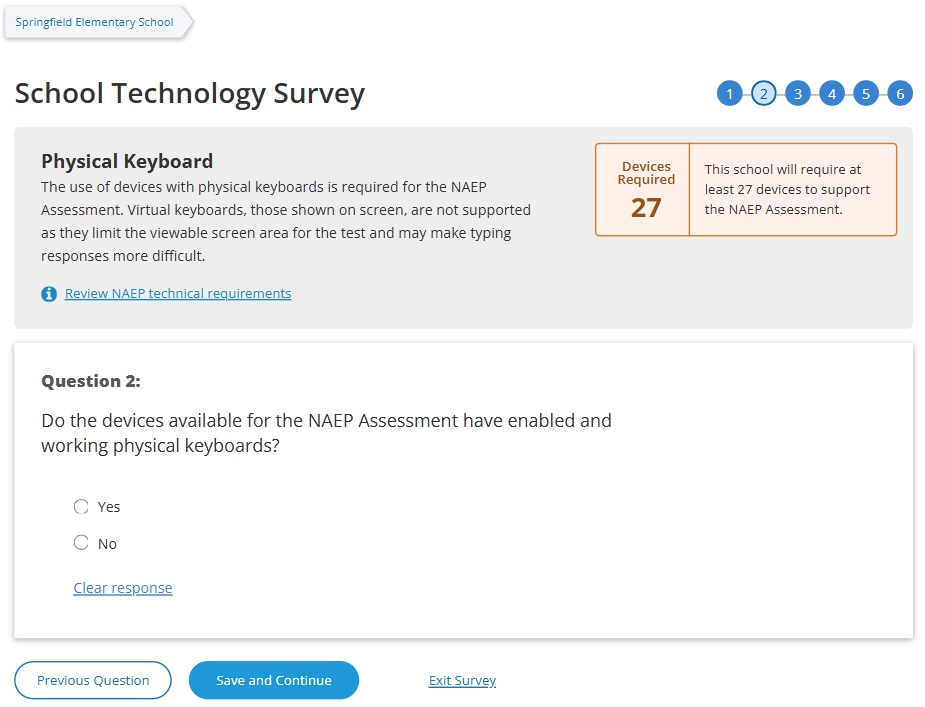 Springfield Elementary School
School Technology Survey
1 2 3 4 5 6
Physical Keyboard
The use of devices with physical keyboards is required for the NAEP
Assessment. Virtual keyboards, those shown on screen, are not supported
as they limit the viewable screen area for the test and may make typing
responses more difficult.
Review NAEP technical requirements
Devices
Required
27
This school will require at
least 27 devices to support
the NAEP Assessment.
Question 2:
Do the devices available for the NAEP Assessment have enabled and
working physical keyboards?
Yes
No
Clear response
Previous Question
Save and Continue
Exit Survey